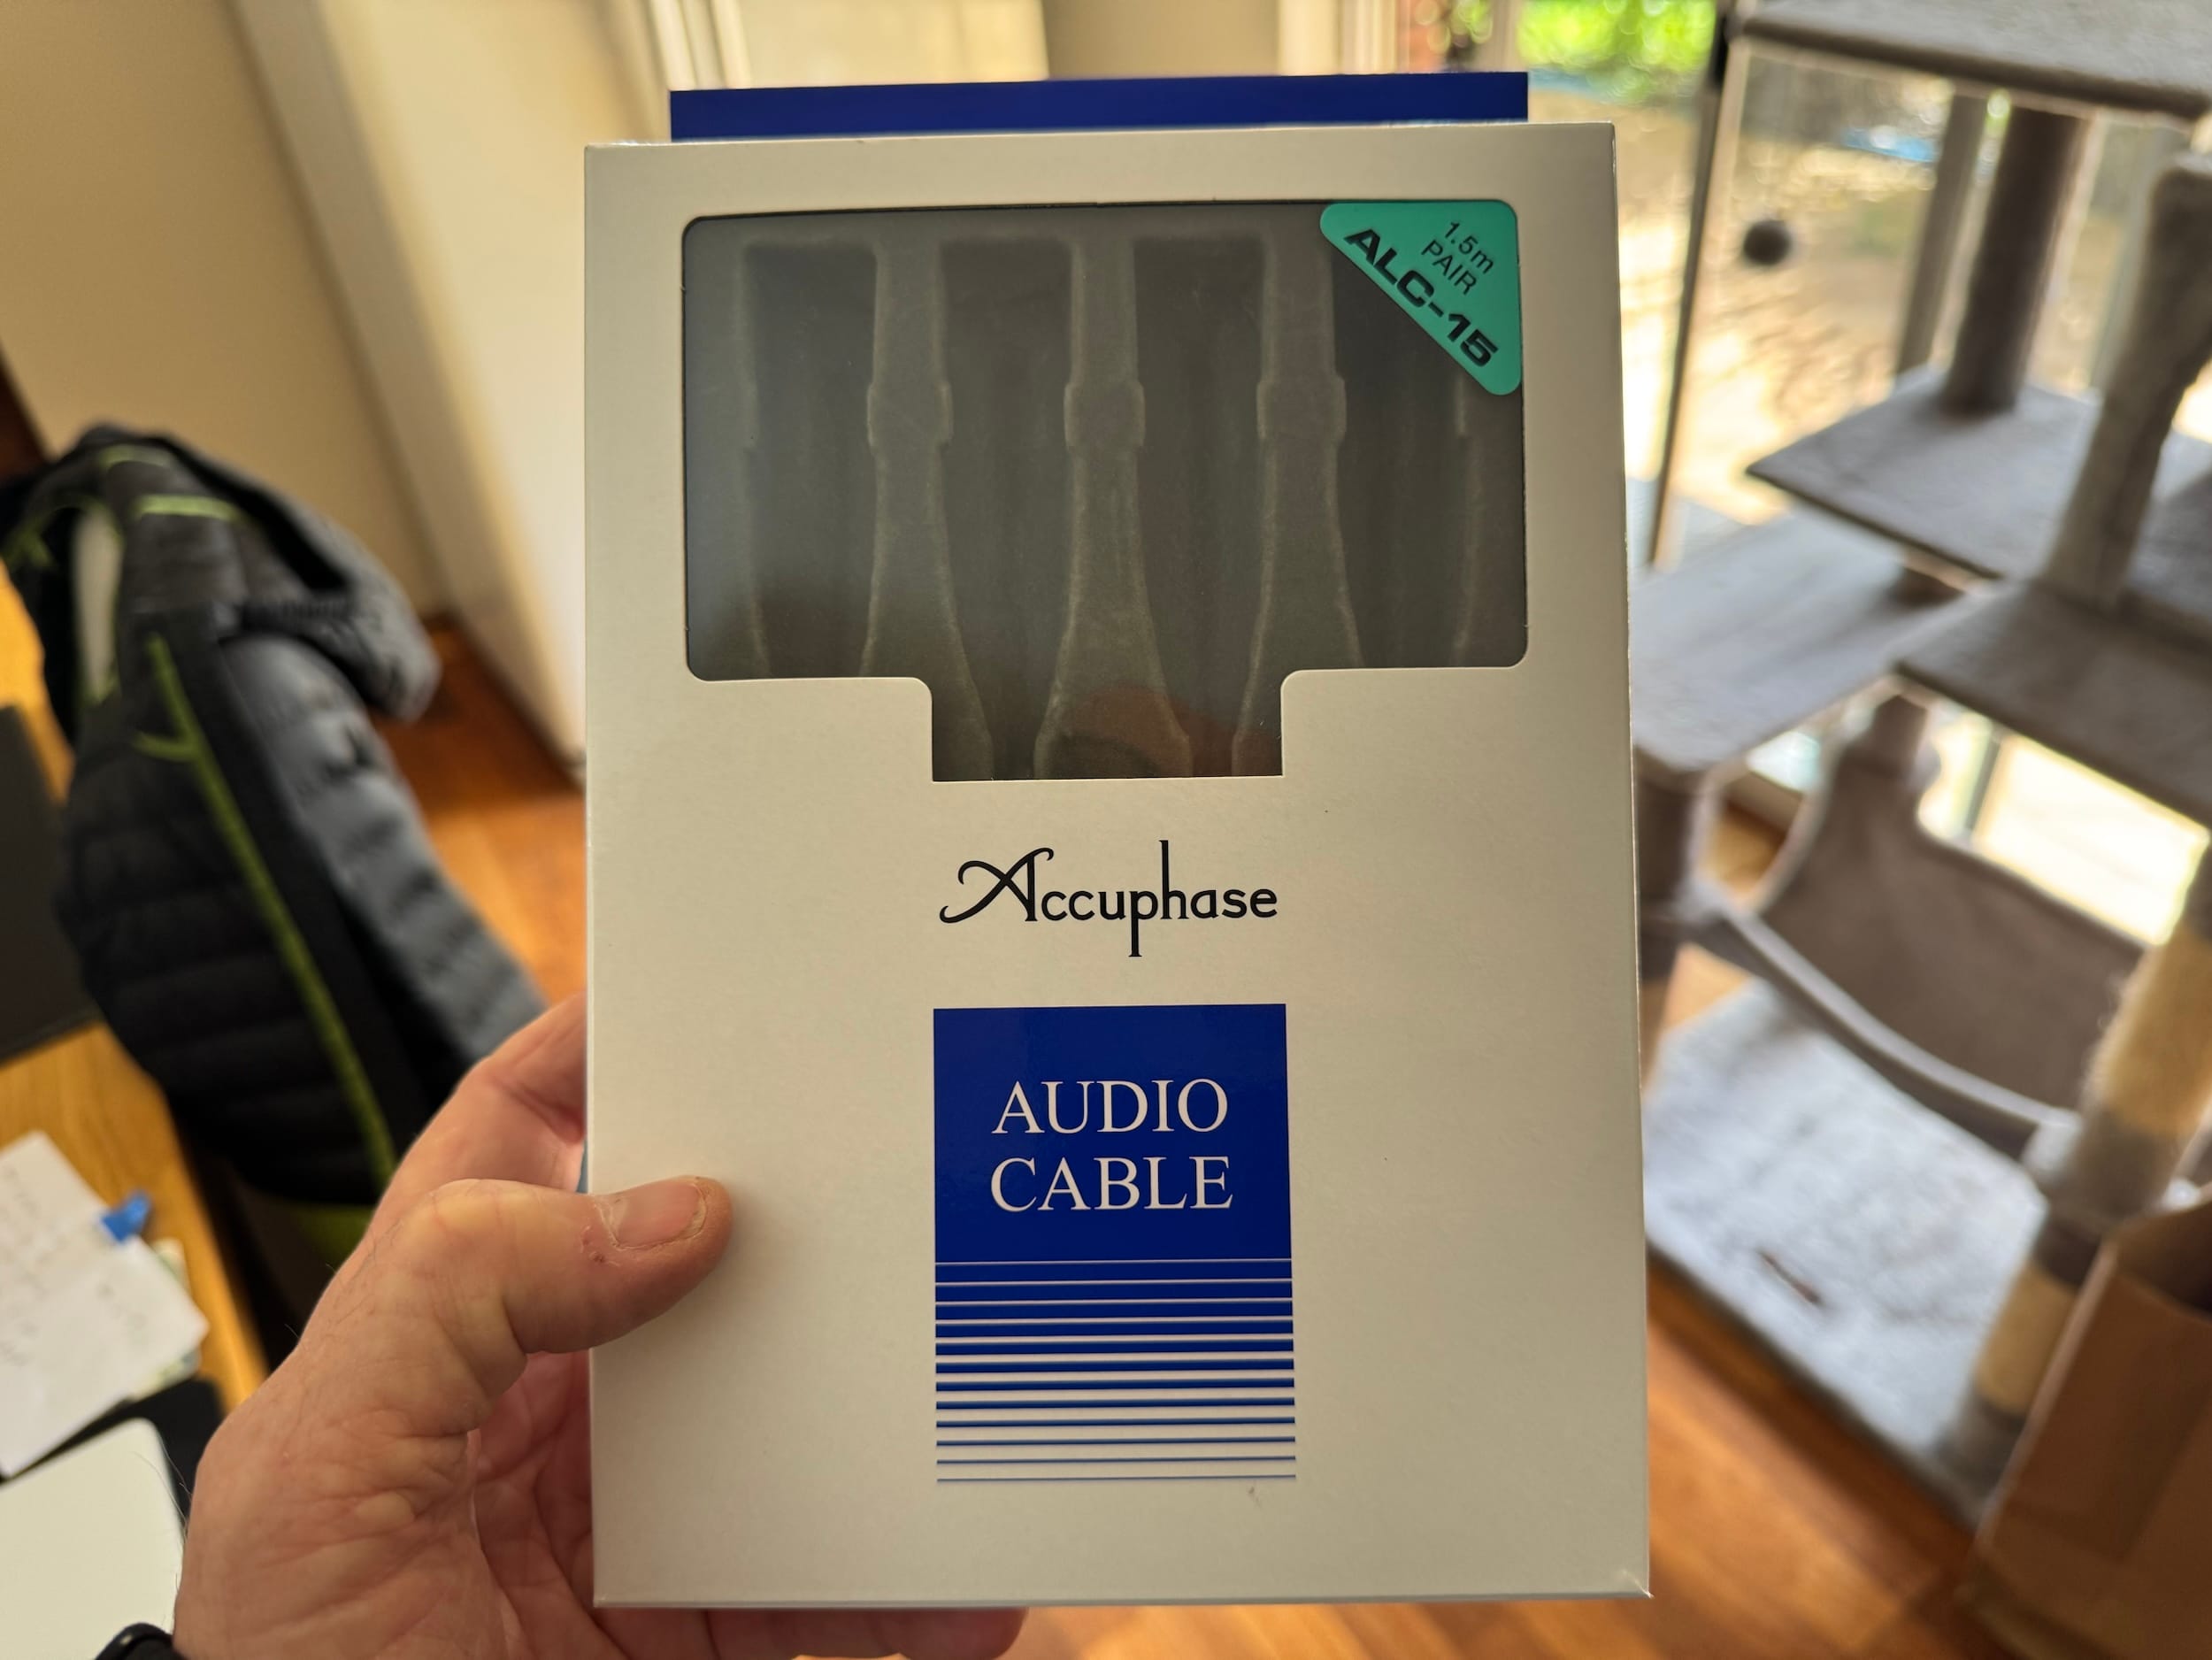 1.5m
PAIR
ALC-15
Accuphase
AUDIO
CABLE